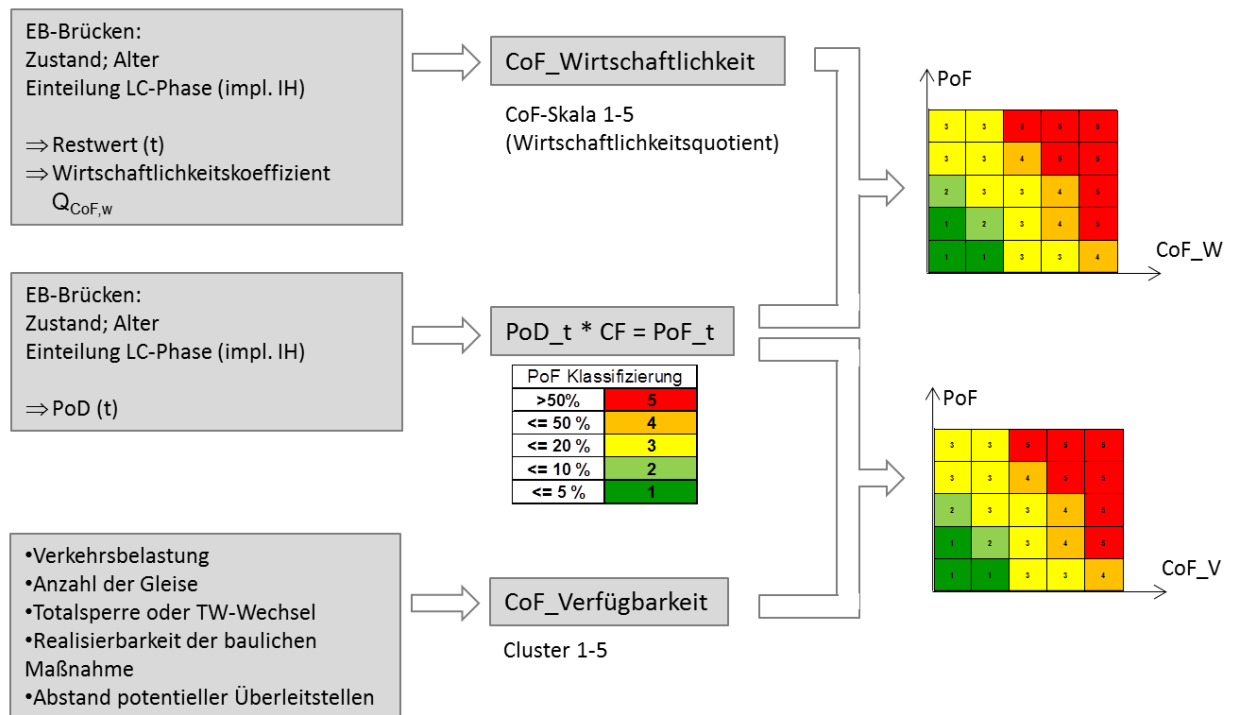 EB-Brücken:
Zustand; Alter
Einteilung LC-Phase (impl. IH)
⇒ Restwert (t)
⇒ Wirtschaftlichkeitskoeffizient
Q_CoF,w
CoF_Wirtschaftlichkeit
CoF-Skala 1-5
(Wirtschaftlichkeitsquotient)
PoF
3 3 5 5 5
3 3 4 5 5
2 3 3 4 5
1 2 3 4 5
1 1 3 3 4
CoF_W
EB-Brücken:
Zustand; Alter
Einteilung LC-Phase (impl. IH)
⇒ PoD (t)
PoD_t * CF = PoF_t
PoF Klassifizierung
>50% 5
<= 50 % 4
<= 20 % 3
<= 10 % 2
<= 5 % 1
PoF
3 3 5 5 5
3 3 4 5 5
2 3 3 4 5
1 2 3 4 5
1 1 3 3 4
CoF_V
•Verkehrsbelastung
•Anzahl der Gleise
•Totalsperre oder TW-Wechsel
•Realisierbarkeit der baulichen
Maßnahme
•Abstand potentieller Überleitstellen
CoF_Verfügbarkeit
Cluster 1-5